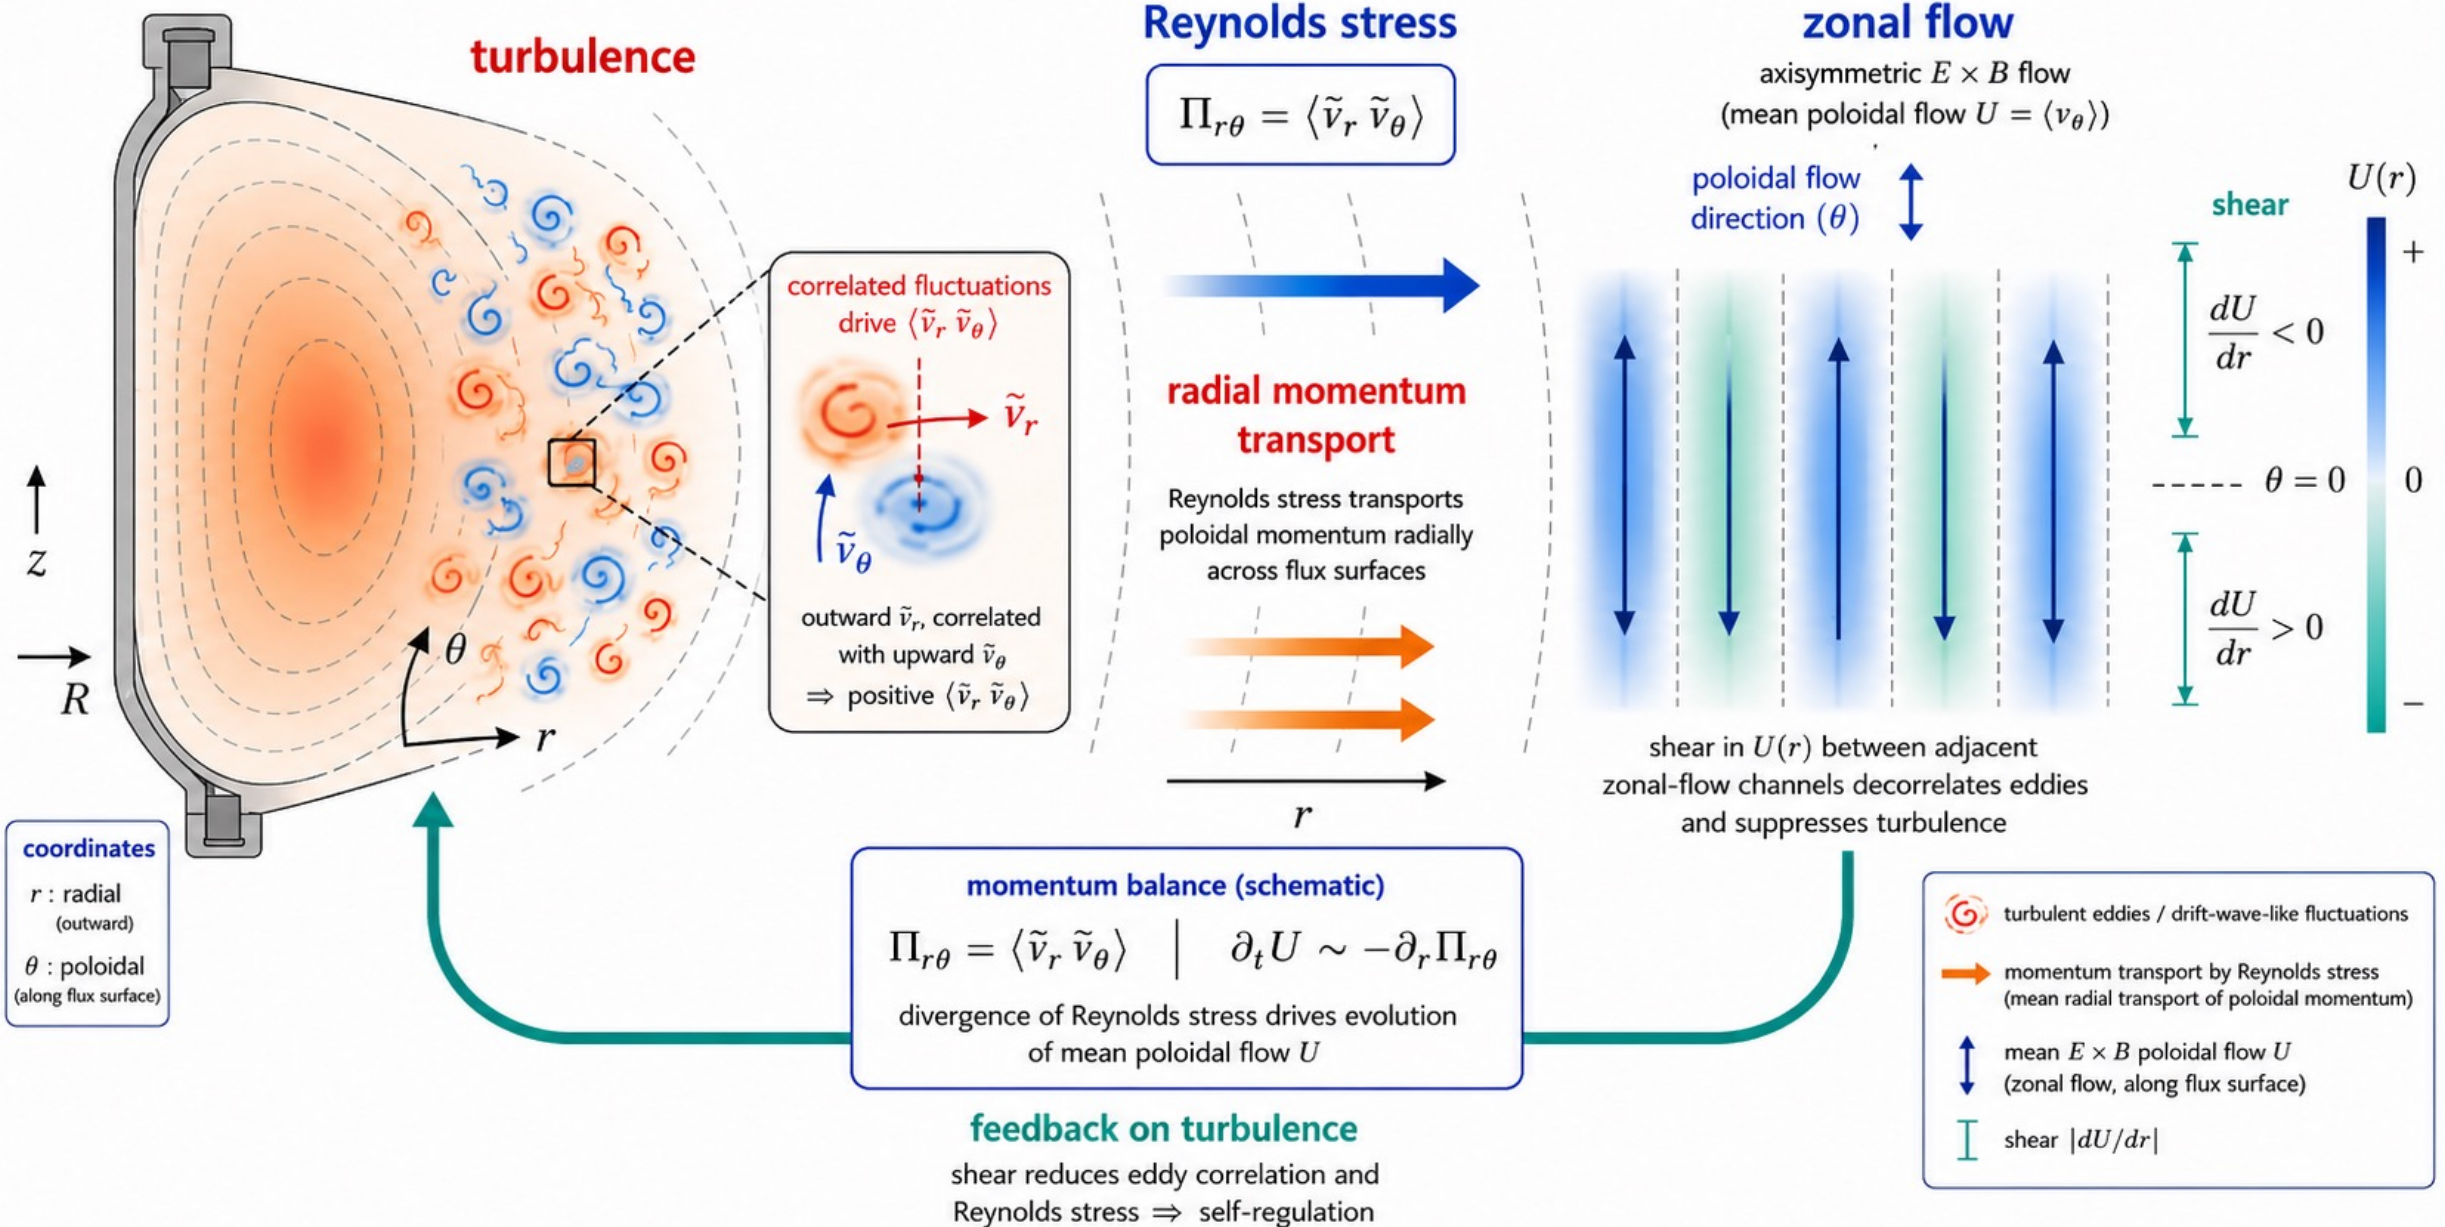 turbulence
z
R
θ
r
coordinates
r : radial
(outward)
θ : poloidal
(along flux surface)
correlated fluctuations
drive ⟨ṽ_r ṽ_θ⟩
ṽ_r
ṽ_θ
outward ṽ_r, correlated
with upward ṽ_θ
⇒ positive ⟨ṽ_r ṽ_θ⟩
Reynolds stress
Π_rθ = ⟨ṽ_r ṽ_θ⟩
radial momentum
transport
Reynolds stress transports
poloidal momentum radially
across flux surfaces
r
zonal flow
axisymmetric E × B flow
(mean poloidal flow U = ⟨v_θ⟩)
poloidal flow
direction (θ)
shear
U(r)
+
dU/dr < 0
θ = 0
0
dU/dr > 0
−
shear in U(r) between adjacent
zonal-flow channels decorrelates eddies
and suppresses turbulence
momentum balance (schematic)
Π_rθ = ⟨ṽ_r ṽ_θ⟩ | ∂_t U ∼ −∂_r Π_rθ
divergence of Reynolds stress drives evolution
of mean poloidal flow U
feedback on turbulence
shear reduces eddy correlation and
Reynolds stress ⇒ self-regulation
turbulent eddies / drift-wave-like fluctuations
momentum transport by Reynolds stress
(mean radial transport of poloidal momentum)
mean E × B poloidal flow U
(zonal flow, along flux surface)
shear |dU/dr|